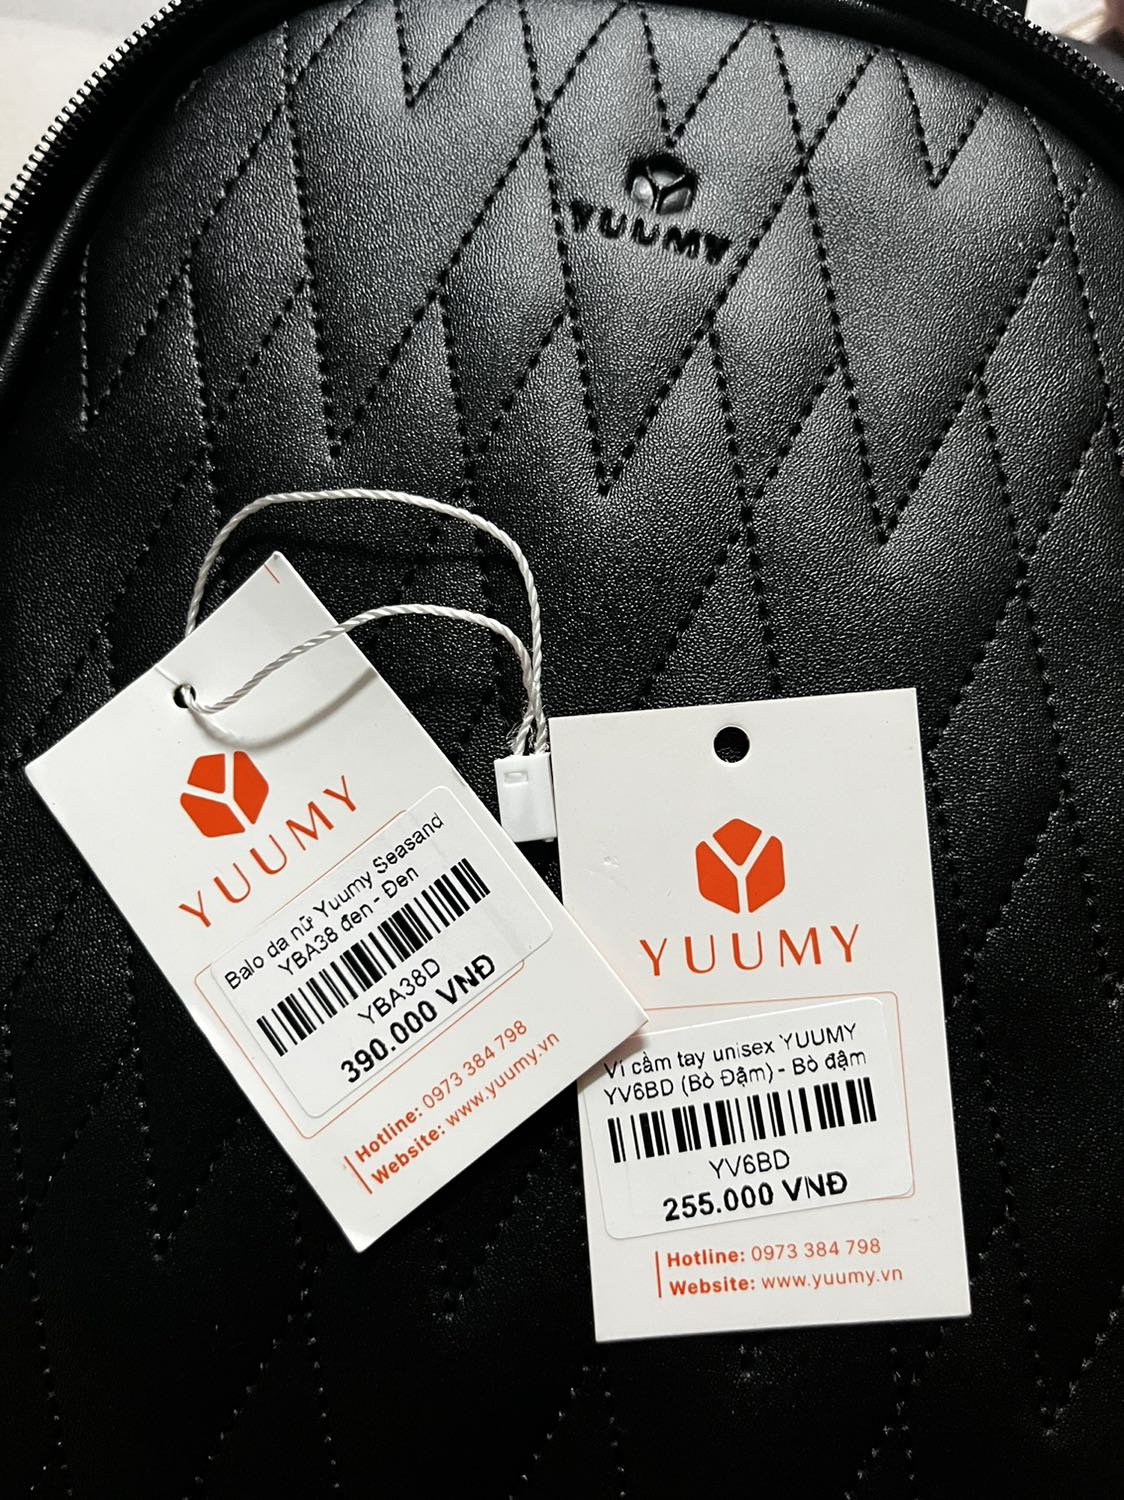 YUUMY
YUUMY
Balo da nữ Yuumy Seasand
YBA38 đen - Đen
YBA38D
390.000 VNĐ
Hotline: 0973 384 798
Website: www.yuumy.vn
YUUMY
Ví cầm tay unisex YUUMY
YV6BD (Bò Đậm) - Bò đậm
YV6BD
255.000 VNĐ
Hotline: 0973 384 798
Website: www.yuumy.vn